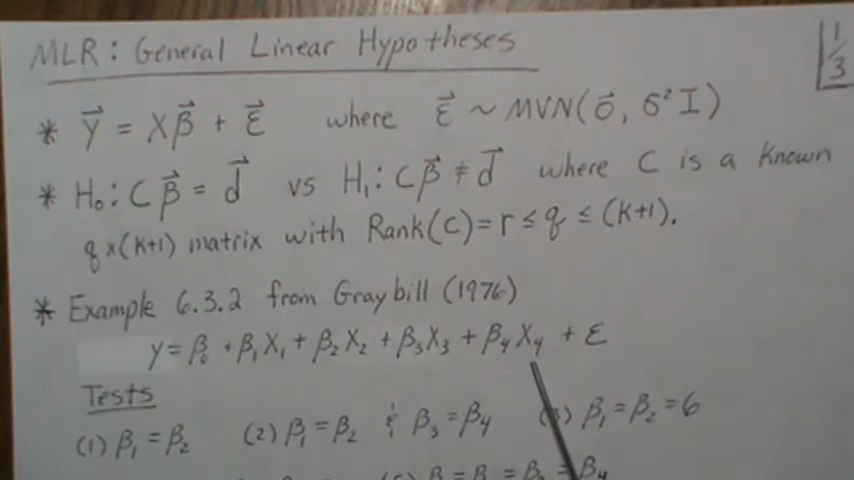 MLR: General Linear Hypotheses
1/3
* Y⃗ = Xβ⃗ + ε⃗ where ε⃗ ~ MVN(0⃗, σ²I)
* H₀: Cβ⃗ = d⃗ vs H₁: Cβ⃗ ≠ d⃗ where C is a known
q×(K+1) matrix with Rank(C) = r ≤ q ≤ (K+1).
* Example 6.3.2 from Graybill (1976)
y = β₀ + β₁X₁ + β₂X₂ + β₃X₃ + β₄X₄ + ε
Tests
(1) β₁ = β₂ (2) β₁ = β₂ & β₃ = β₄ (3) β₁ = β₂ = 6
= β₄